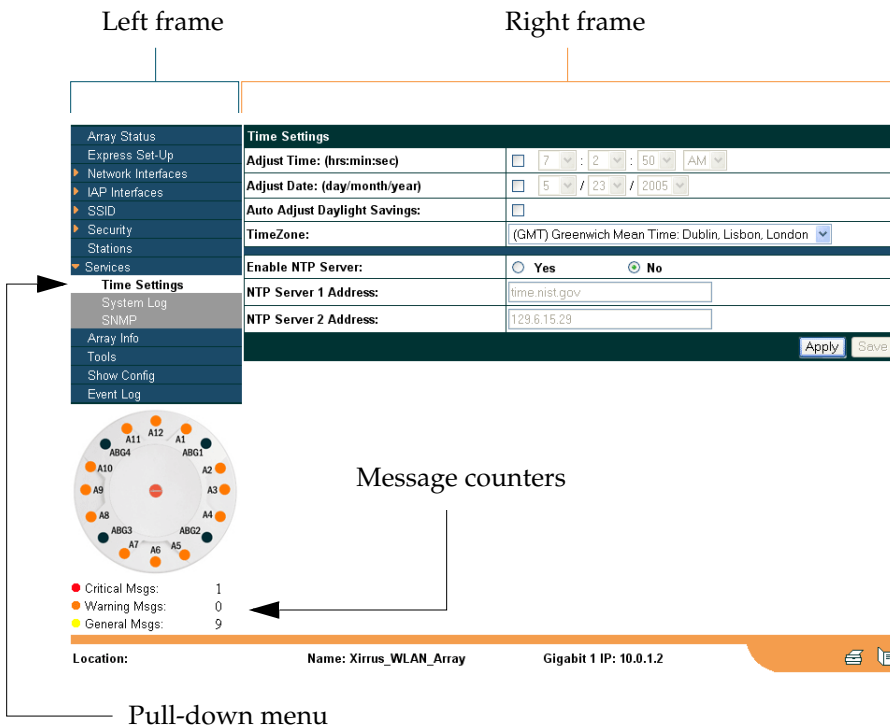 Left frame
Right frame
Array Status
Express Set-Up
Network Interfaces
IAP Interfaces
SSID
Security
Stations
Services
Time Settings
System Log
SNMP
Array Info
Tools
Show Config
Event Log
Time Settings
Adjust Time: (hrs:min:sec) 7 : 2 : 50 AM
Adjust Date: (day/month/year) 5 / 23 / 2005
Auto Adjust Daylight Savings:
TimeZone: (GMT) Greenwich Mean Time: Dublin, Lisbon, London
Enable NTP Server: Yes No
NTP Server 1 Address: time.nist.gov
NTP Server 2 Address: 129.6.15.29
Apply Save
A12
A11 A1
ABG4 ABG1
A10 A2
A9 A3
A8 A4
ABG3 ABG2
A7 A6 A5
Message counters
Critical Msgs: 1
Warning Msgs: 0
General Msgs: 9
Location: Name: Xirrus_WLAN_Array Gigabit 1 IP: 10.0.1.2
Pull-down menu